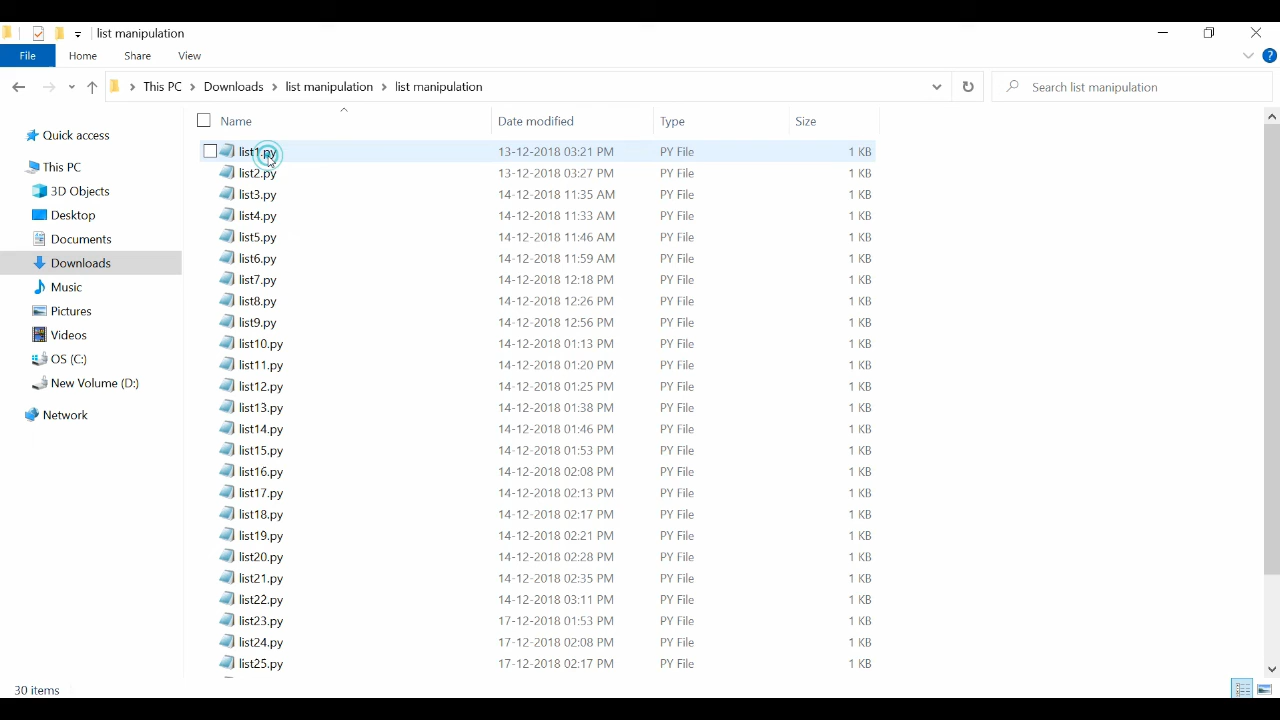 list manipulation
File Home Share View
This PC Downloads list manipulation list manipulation
Search list manipulation
Name Date modified Type Size
Quick access
This PC
3D Objects
Desktop
Documents
Downloads
Music
Pictures
Videos
OS (C:)
New Volume (D:)
Network
list1.py 13-12-2018 03:21 PM PY File 1 KB
list2.py 13-12-2018 03:27 PM PY File 1 KB
list3.py 14-12-2018 11:35 AM PY File 1 KB
list4.py 14-12-2018 11:33 AM PY File 1 KB
list5.py 14-12-2018 11:46 AM PY File 1 KB
list6.py 14-12-2018 11:59 AM PY File 1 KB
list7.py 14-12-2018 12:18 PM PY File 1 KB
list8.py 14-12-2018 12:26 PM PY File 1 KB
list9.py 14-12-2018 12:56 PM PY File 1 KB
list10.py 14-12-2018 01:13 PM PY File 1 KB
list11.py 14-12-2018 01:20 PM PY File 1 KB
list12.py 14-12-2018 01:25 PM PY File 1 KB
list13.py 14-12-2018 01:38 PM PY File 1 KB
list14.py 14-12-2018 01:46 PM PY File 1 KB
list15.py 14-12-2018 01:53 PM PY File 1 KB
list16.py 14-12-2018 02:08 PM PY File 1 KB
list17.py 14-12-2018 02:13 PM PY File 1 KB
list18.py 14-12-2018 02:17 PM PY File 1 KB
list19.py 14-12-2018 02:21 PM PY File 1 KB
list20.py 14-12-2018 02:28 PM PY File 1 KB
list21.py 14-12-2018 02:35 PM PY File 1 KB
list22.py 14-12-2018 03:11 PM PY File 1 KB
list23.py 17-12-2018 01:53 PM PY File 1 KB
list24.py 17-12-2018 02:08 PM PY File 1 KB
list25.py 17-12-2018 02:17 PM PY File 1 KB
30 items